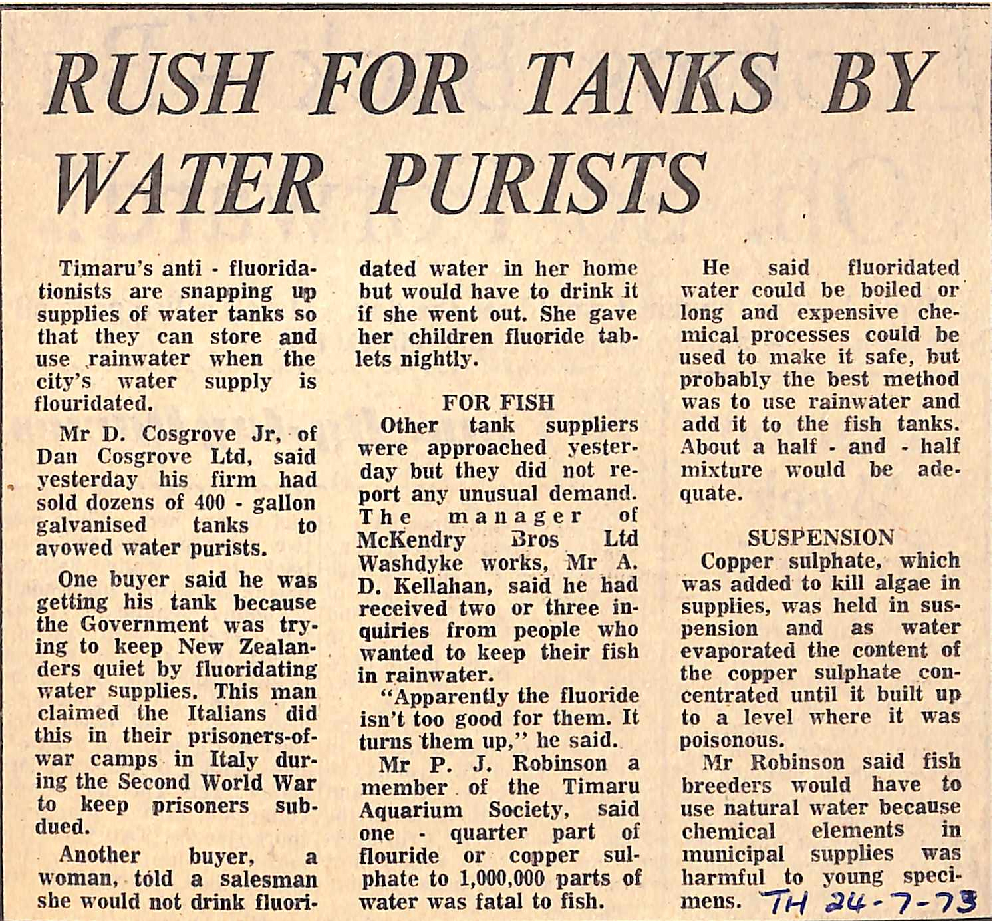 RUSH FOR TANKS BY
WATER PURISTS
Timaru's anti - fluorida-
tionists are snapping up
supplies of water tanks so
that they can store and
use rainwater when the
city's water supply is
flouridated.
Mr D. Cosgrove Jr, of
Dan Cosgrove Ltd, said
yesterday his firm had
sold dozens of 400 - gallon
galvanised tanks to
avowed water purists.
One buyer said he was
getting his tank because
the Government was try-
ing to keep New Zealan-
ders quiet by fluoridating
water supplies. This man
claimed the Italians did
this in their prisoners-of-
war camps in Italy dur-
ing the Second World War
to keep prisoners sub-
dued.
Another buyer, a
woman, told a salesman
she would not drink fluori-
dated water in her home
but would have to drink it
if she went out. She gave
her children fluoride tab-
lets nightly.
FOR FISH
Other tank suppliers
were approached yester-
day but they did not re-
port any unusual demand.
The manager of
McKendry Bros Ltd
Washdyke works, Mr A.
D. Kellahan, said he had
received two or three in-
quiries from people who
wanted to keep their fish
in rainwater.
"Apparently the fluoride
isn't too good for them. It
turns them up," he said.
Mr P. J. Robinson a
member of the Timaru
Aquarium Society, said
one - quarter part of
flouride or copper sul-
phate to 1,000,000 parts of
water was fatal to fish.
He said fluoridated
water could be boiled or
long and expensive che-
mical processes could be
used to make it safe, but
probably the best method
was to use rainwater and
add it to the fish tanks.
About a half - and - half
mixture would be ade-
quate.
SUSPENSION
Copper sulphate, which
was added to kill algae in
supplies, was held in sus-
pension and as water
evaporated the content of
the copper sulphate con-
centrated until it built up
to a level where it was
poisonous.
Mr Robinson said fish
breeders would have to
use natural water because
chemical elements in
municipal supplies was
harmful to young speci-
mens. TH 24-7-73